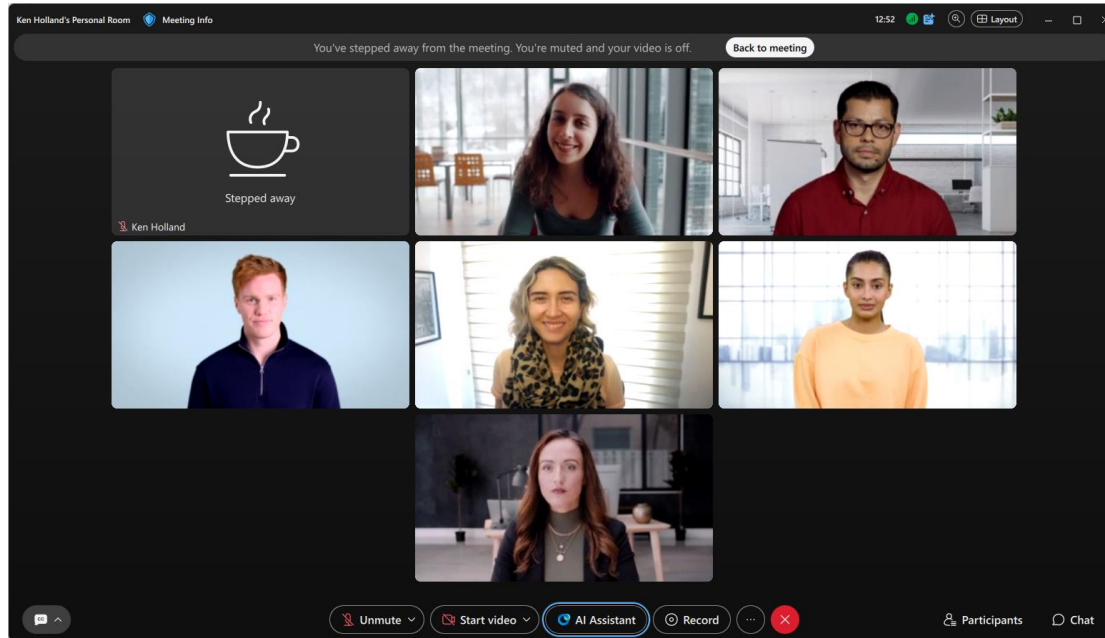 Ken Holland's Personal Room Meeting Info 12:52 Layout
You've stepped away from the meeting. You're muted and your video is off. Back to meeting
Stepped away
Ken Holland
CC Unmute Start video AI Assistant Record Participants Chat